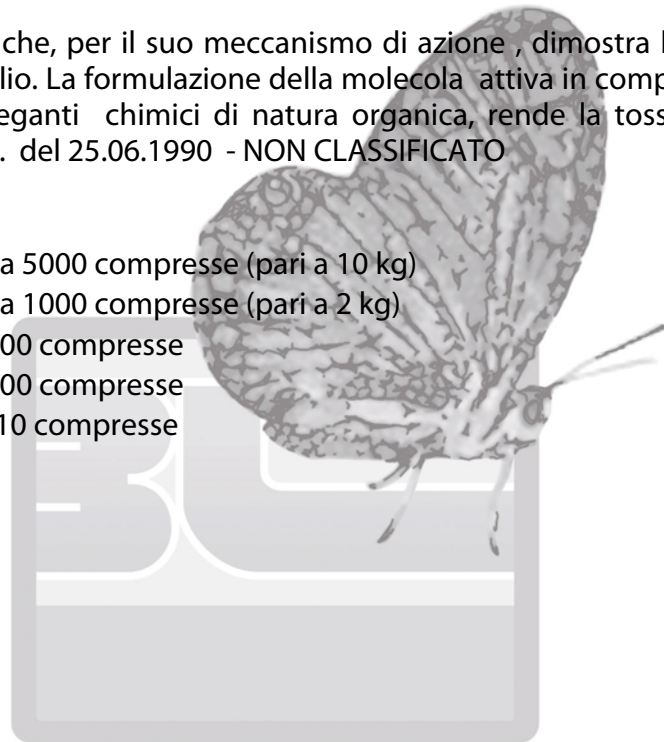 che, per il suo meccanismo di azione , dimostra
lio. La formulazione della molecola attiva in
eganti chimici di natura organica, rende la
. del 25.06.1990 - NON CLASSIFICATO
a 5000 compresse (pari a 10 kg)
a 1000 compresse (pari a 2 kg)
00 compresse
00 compresse
10 compresse